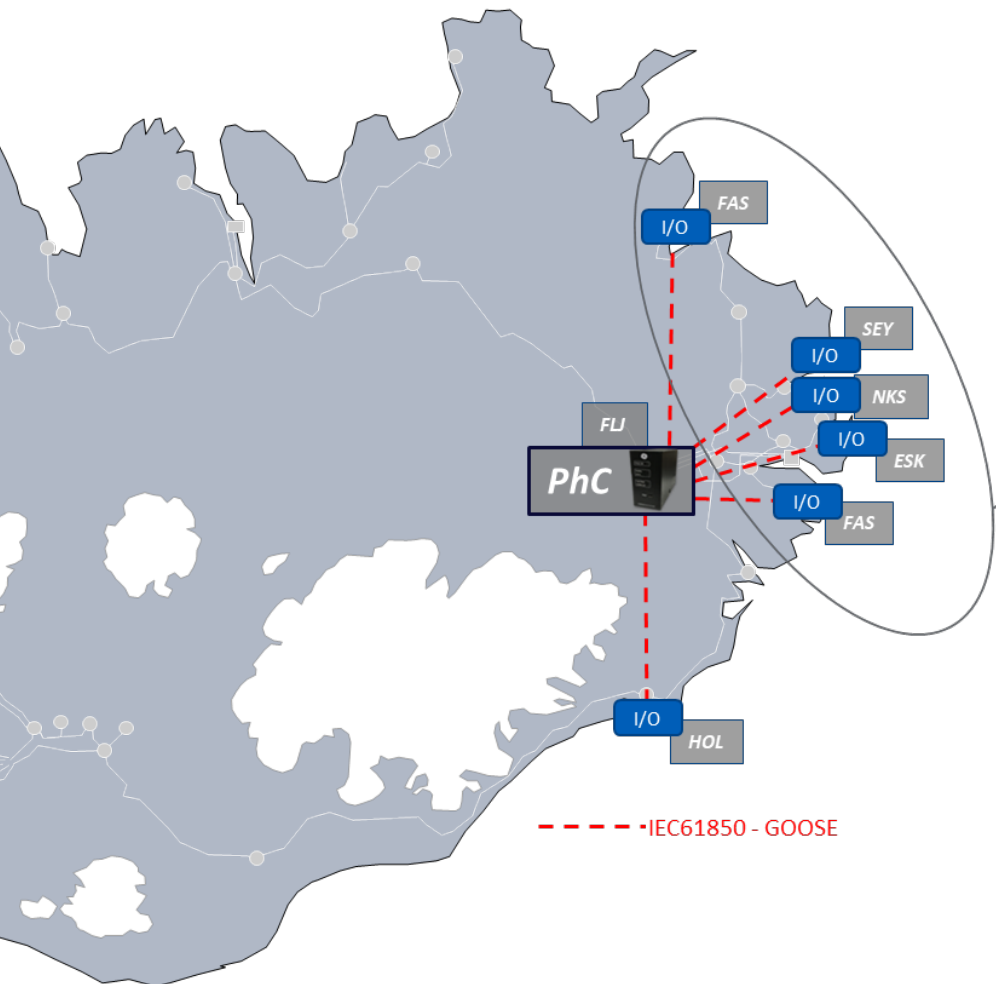 FAS
I/O
SEY
I/O
I/O
NKS
FLJ
I/O
ESK
PhC
I/O
FAS
I/O
HOL
IEC61850 - GOOSE